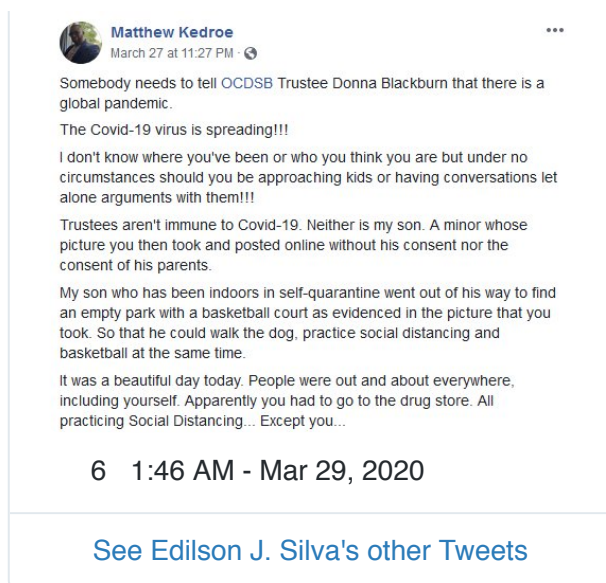 Matthew Kedroe
March 27 at 11:27 PM ·
Somebody needs to tell OCDSB Trustee Donna Blackburn that there is a
global pandemic.
The Covid-19 virus is spreading!!!
I don't know where you've been or who you think you are but under no
circumstances should you be approaching kids or having conversations let
alone arguments with them!!!
Trustees aren't immune to Covid-19. Neither is my son. A minor whose
picture you then took and posted online without his consent nor the
consent of his parents.
My son who has been indoors in self-quarantine went out of his way to find
an empty park with a basketball court as evidenced in the picture that you
took. So that he could walk the dog, practice social distancing and
basketball at the same time.
It was a beautiful day today. People were out and about everywhere,
including yourself. Apparently you had to go to the drug store. All
practicing Social Distancing... Except you...
6 1:46 AM - Mar 29, 2020
See Edilson J. Silva's other Tweets